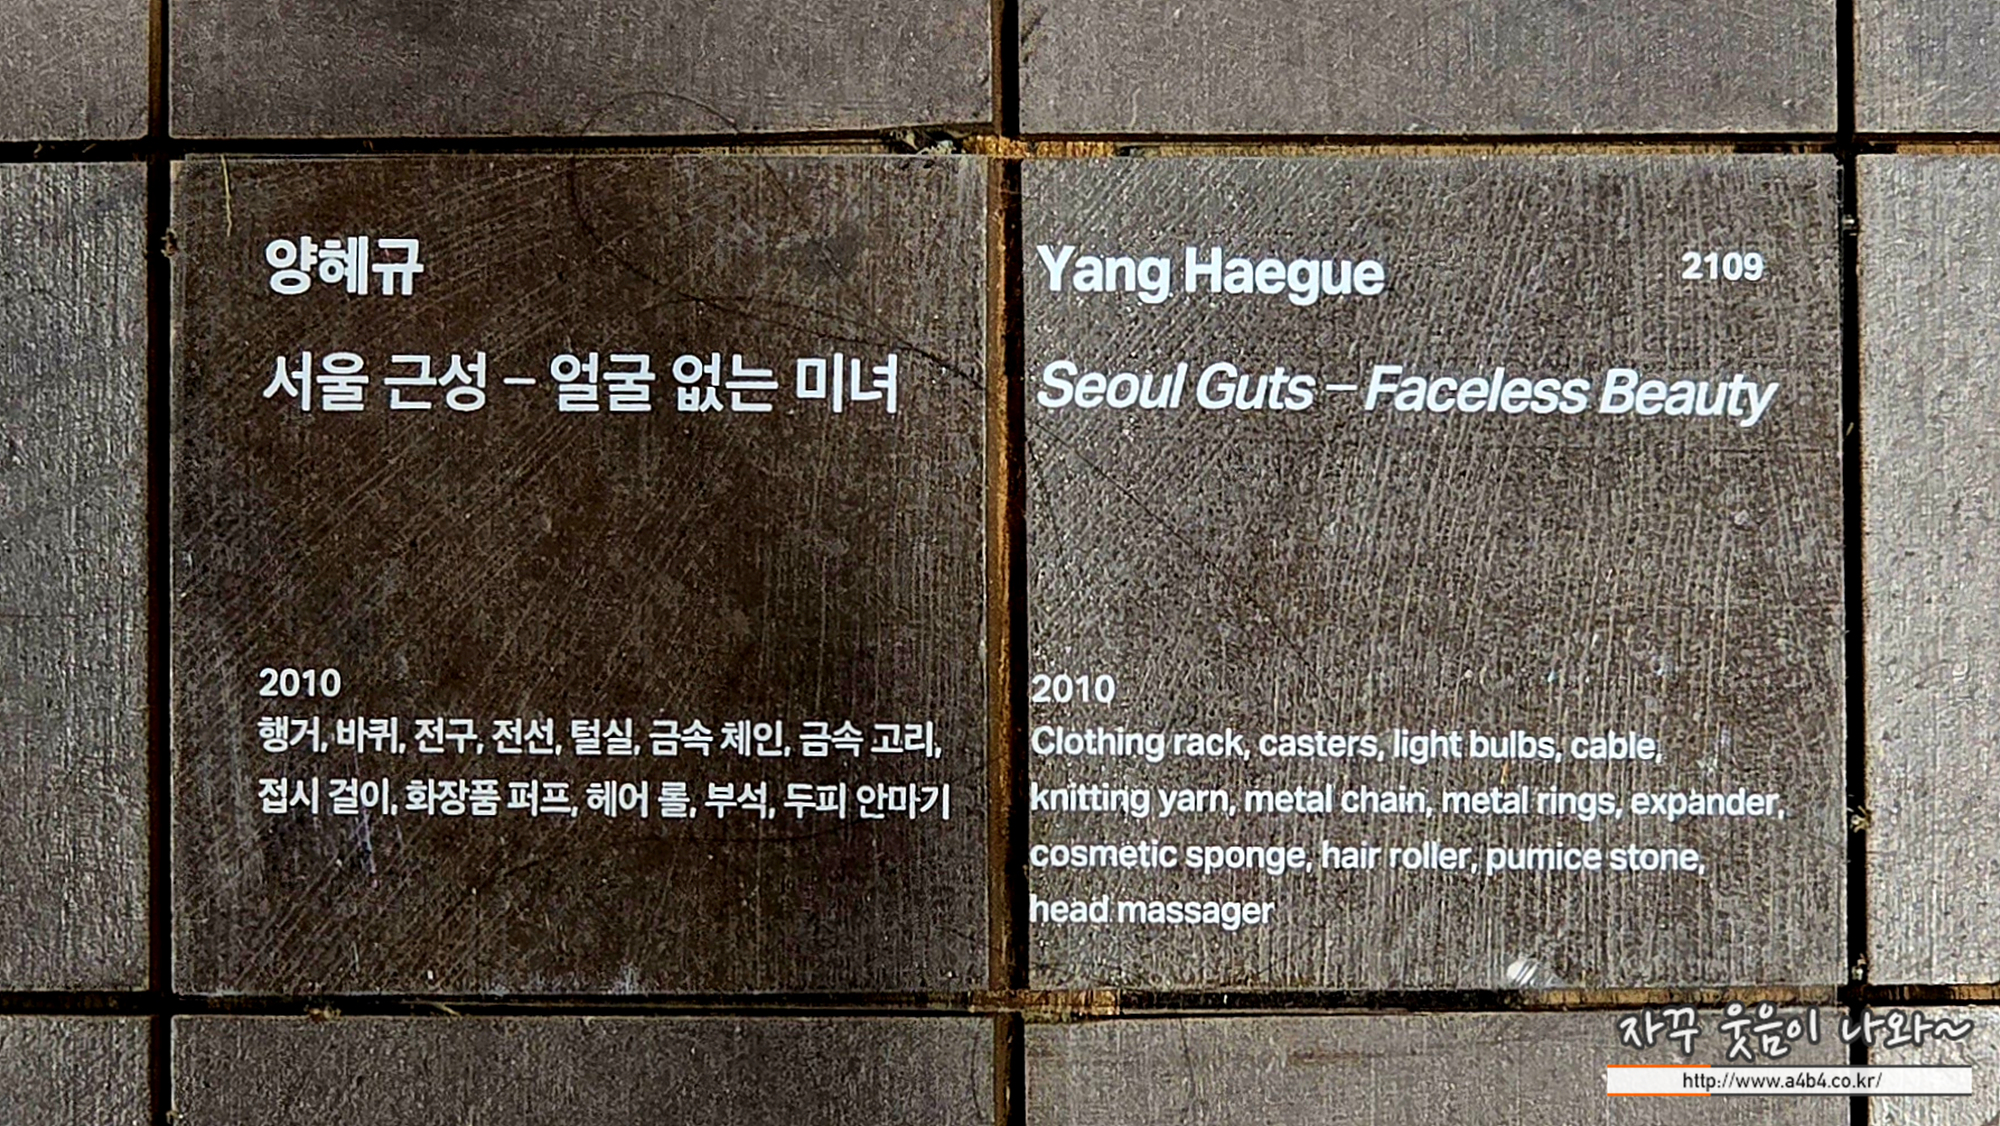 양혜규
서울 근성 – 얼굴 없는 미녀
2010
행거, 바퀴, 전구, 전선, 털실, 금속 체인, 금속 고리,
접시 걸이, 화장품 퍼프, 헤어 롤, 부석, 두피 안마기
Yang Haegue 2109
Seoul Guts – Faceless Beauty
2010
Clothing rack, casters, light bulbs, cable,
knitting yarn, metal chain, metal rings, expander,
cosmetic sponge, hair roller, pumice stone,
head massager
자꾸 웃음이 나와~
http://www.a4b4.co.kr/